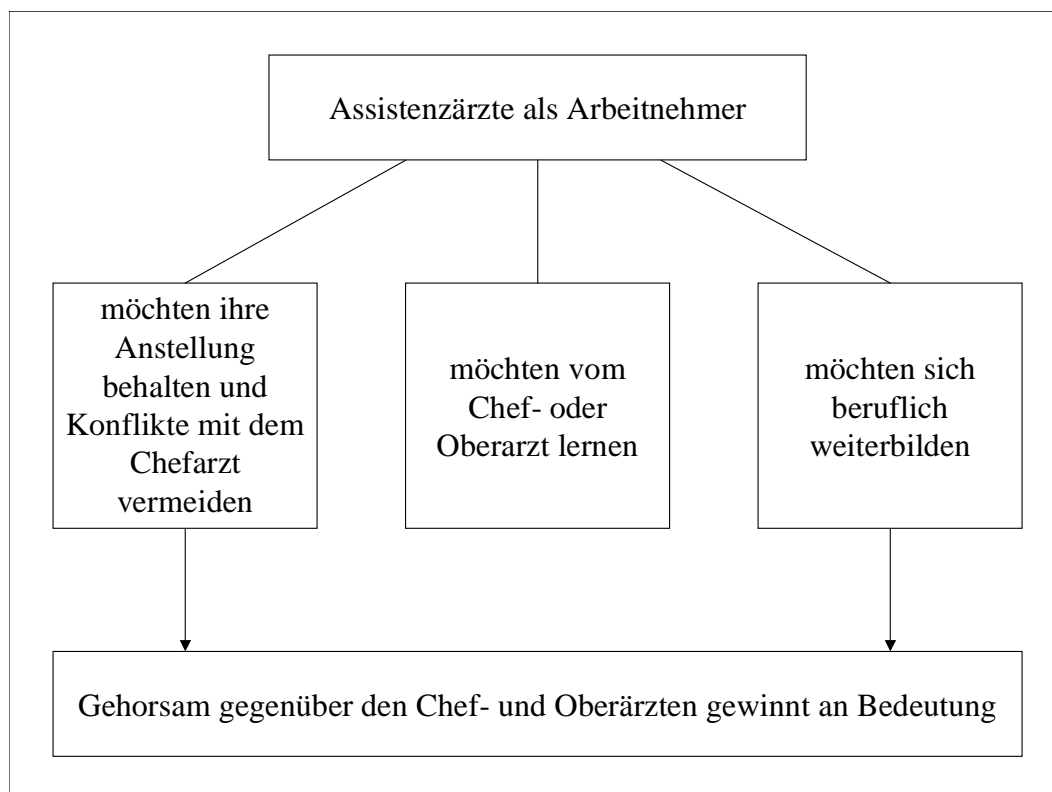 Assistenzärzte als Arbeitnehmer
möchten ihre
Anstellung
behalten und
Konflikte mit dem
Chefarzt
vermeiden
möchten vom
Chef- oder
Oberarzt lernen
möchten sich
beruflich
weiterbilden
Gehorsam gegenüber den Chef- und Oberärzten gewinnt an Bedeutung